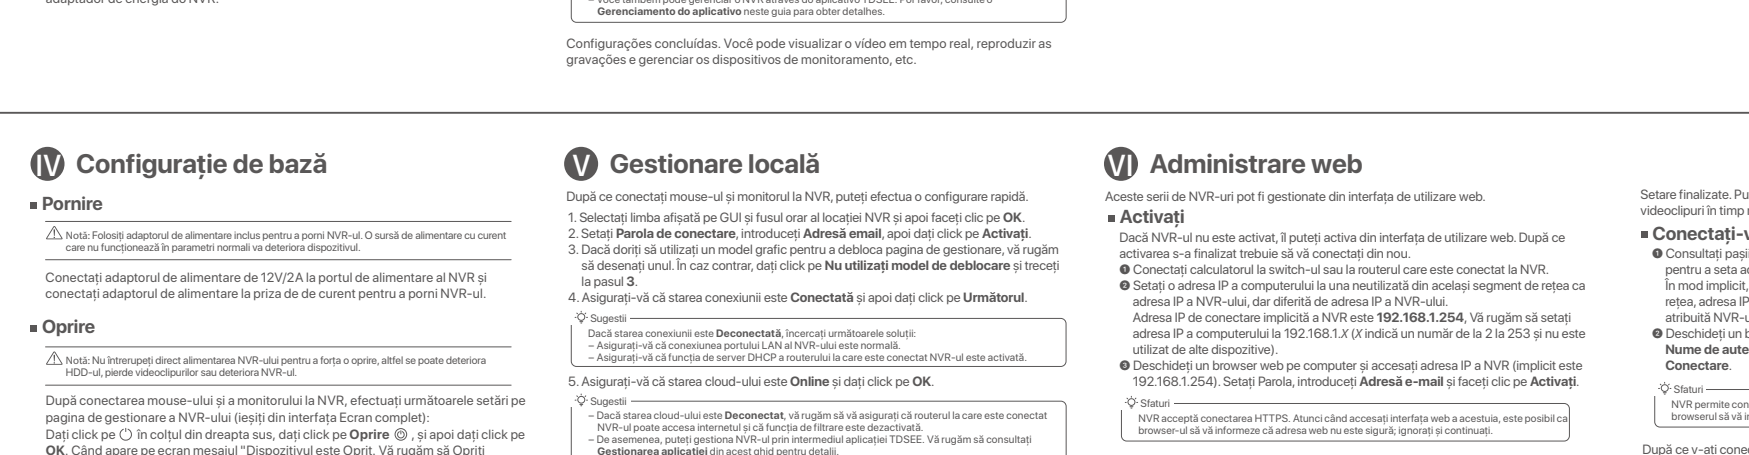 adaptador de energia do NVR.
– Você também pode gerenciar o NVR através do aplicativo TDSEE. Por favor, consulte o
Gerenciamento do aplicativo neste guia para obter detalhes.
Configurações concluídas. Você pode visualizar o vídeo em tempo real, reproduzir as
gravações e gerenciar os dispositivos de monitoramento, etc.
IV Configurație de bază
Pornire
Notă: Folosiți adaptorul de alimentare inclus pentru a porni NVR-ul. O sursă de alimentare cu curent
care nu funcționează în parametri normali va deteriora dispozitivul.
Conectați adaptorul de alimentare de 12V/2A la portul de alimentare al NVR și
conectați adaptorul de alimentare la priza de de curent pentru a porni NVR-ul.
Oprire
Notă: Nu întrerupeți direct alimentarea NVR-ului pentru a forța o oprire, altfel se poate deteriora
HDD-ul, pierde videoclipurilor sau deteriora NVR-ul.
După conectarea mouse-ului și a monitorului la NVR, efectuați următoarele setări pe
pagina de gestionare a NVR-ului (ieșiți din interfața Ecran complet):
Dați click pe în colțul din dreapta sus, dați click pe Oprire , și apoi dați click pe
OK. Când apare pe ecran mesajul "Dispozitivul este Oprit. Vă rugăm să Opriți
V Gestionare locală
După ce conectați mouse-ul și monitorul la NVR, puteți efectua o configurare rapidă.
1. Selectați limba afișată pe GUI și fusul orar al locației NVR și apoi faceți clic pe OK.
2. Setați Parola de conectare, introduceți Adresă email, apoi dați click pe Activați.
3. Dacă doriți să utilizați un model grafic pentru a debloca pagina de gestionare, vă rugăm
să desenați unul. În caz contrar, dați click pe Nu utilizați model de deblocare și treceți
la pasul 3.
4. Asigurați-vă că starea conexiunii este Conectată și apoi dați click pe Următorul.
Sugestii
Dacă starea conexiunii este Deconectată, încercați următoarele soluții:
– Asigurați-vă că conexiunea portului LAN al NVR-ului este normală.
– Asigurați-vă că funcția de server DHCP a routerului la care este conectat NVR-ul este activată.
5. Asigurați-vă că starea cloud-ului este Online și dați click pe OK.
Sugestii
– Dacă starea cloud-ului este Deconectat, vă rugăm să vă asigurați că routerul la care este conectat
NVR-ul poate accesa internetul și că funcția de filtrare este dezactivată.
– De asemenea, puteți gestiona NVR-ul prin intermediul aplicației TDSEE. Vă rugăm să consultați
Gestionarea aplicației din acest ghid pentru detalii.
VI Administrare web
Aceste serii de NVR-uri pot fi gestionate din interfața de utilizare web.
Activați
Dacă NVR-ul nu este activat, îl puteți activa din interfața de utilizare web. După ce
activarea s-a finalizat trebuie să vă conectați din nou.
❶ Conectați calculatorul la switch-ul sau la routerul care este conectat la NVR.
❷ Setați o adresa IP a computerului la una neutilizată din același segment de rețea ca
adresa IP a NVR-ului, dar diferită de adresa IP a NVR-ului.
Adresa IP de conectare implicită a NVR este 192.168.1.254, Vă rugăm să setați
adresa IP a computerului la 192.168.1.X (X indică un număr de la 2 la 253 și nu este
utilizat de alte dispozitive).
❸ Deschideți un browser web pe computer și accesați adresa IP a NVR (implicit este
192.168.1.254). Setați Parola, introduceți Adresă e-mail și faceți clic pe Activați.
Sfaturi
NVR acceptă conectarea HTTPS. Atunci când accesați interfața web a acestuia, este posibil ca
browser-ul să vă informeze că adresa web nu este sigură; ignorați și continuați.
Setare finalizate. Pu
videoclipuri în timp r
Conectați-v
❶ Consultați pașii
pentru a seta ad
În mod implicit,
rețea, adresa IP
atribuită NVR-u
❷ Deschideți un b
Nume de aute
Conectare.
Sfaturi
NVR permite con
browserul să vă in
După ce v-ați conec